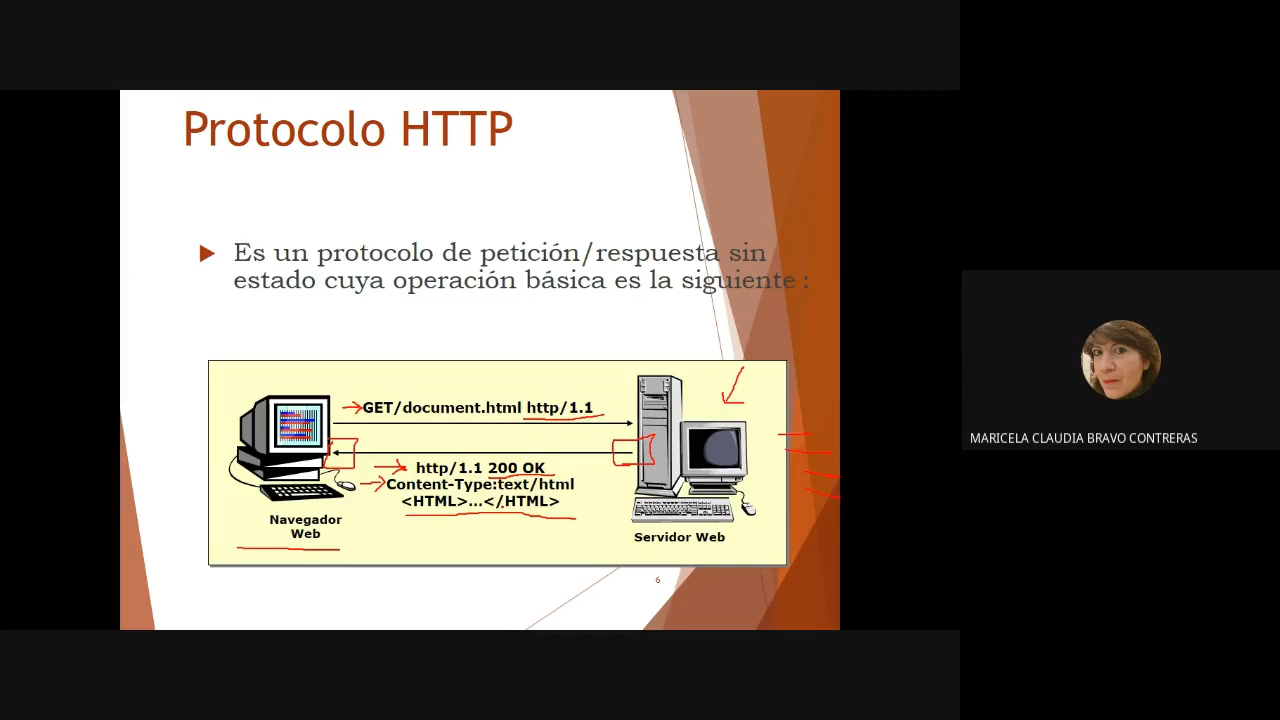 Protocolo HTTP
Es un protocolo de petición/respuesta sin
estado cuya operación básica es la siguiente :
GET/document.html http/1.1
http/1.1 200 OK
Content-Type:text/html
<HTML>...</HTML>
Navegador
Web
Servidor Web
6
MARICELA CLAUDIA BRAVO CONTRERAS